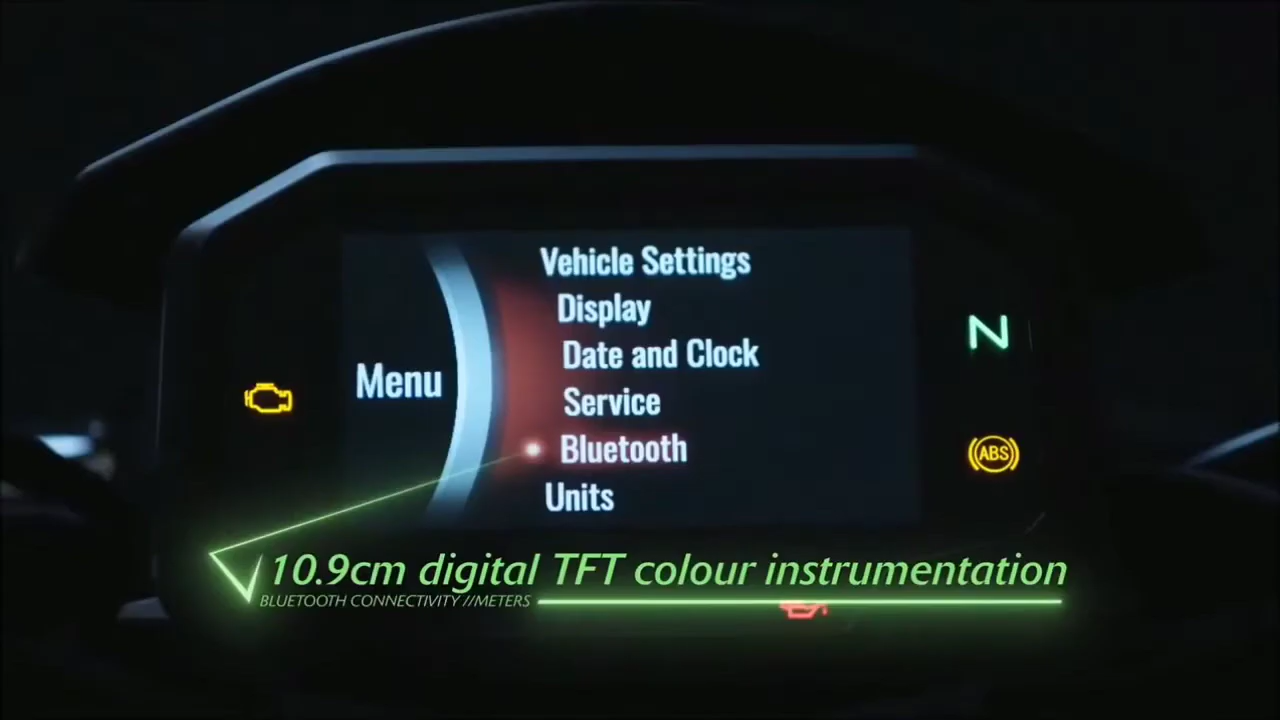 Vehicle Settings
Display
Date and Clock
Service
Menu
Bluetooth
Units
N
ABS
10.9cm digital TFT colour instrumentation
BLUETOOTH CONNECTIVITY //METERS